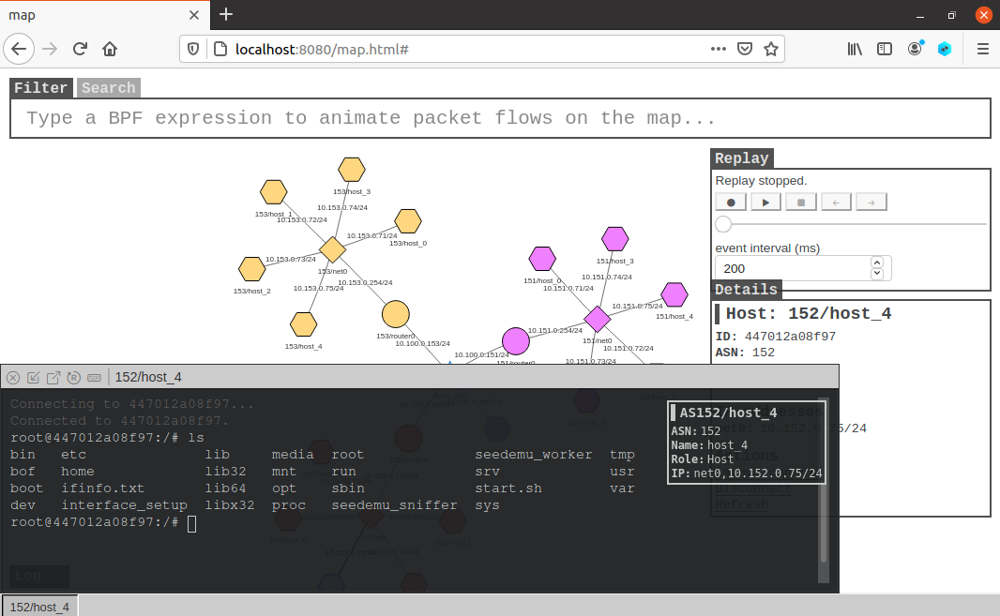 map
localhost:8080/map.html#
Filter Search
Type a BPF expression to animate packet flows on the map...
153/host_3
153/host_1
10.153.0.74/24
10.153.0.72/24
10.153.0.71/24
153/host_0
10.153.0.73/24
153/net0
153/host_2
10.153.0.75/24
10.153.0.254/24
153/router0
153/host_4
10.100.0.153/24
151/host_3
151/host_0
10.151.0.74/24
10.151.0.71/24
10.151.0.75/24
151/host_4
10.151.0.254/24
151/net0
10.151.0.72/24
10.100.0.151/24
151/router0
10.151.0.73/24
Replay
Replay stopped.
event interval (ms)
200
Details
Host: 152/host_4
ID: 447012a08f97
ASN: 152
net0: 10.152.0.75/24
Disconnect
Refresh
152/host_4
Connecting to 447012a08f97...
Connected to 447012a08f97.
root@447012a08f97:/# ls
bin etc lib media root seedemu_worker tmp
bof home lib32 mnt run srv usr
boot ifinfo.txt lib64 opt sbin start.sh var
dev interface_setup libx32 proc seedemu_sniffer sys
root@447012a08f97:/#
AS152/host_4
ASN: 152
Name: host_4
Role: Host
IP: net0,10.152.0.75/24
Log
152/host_4